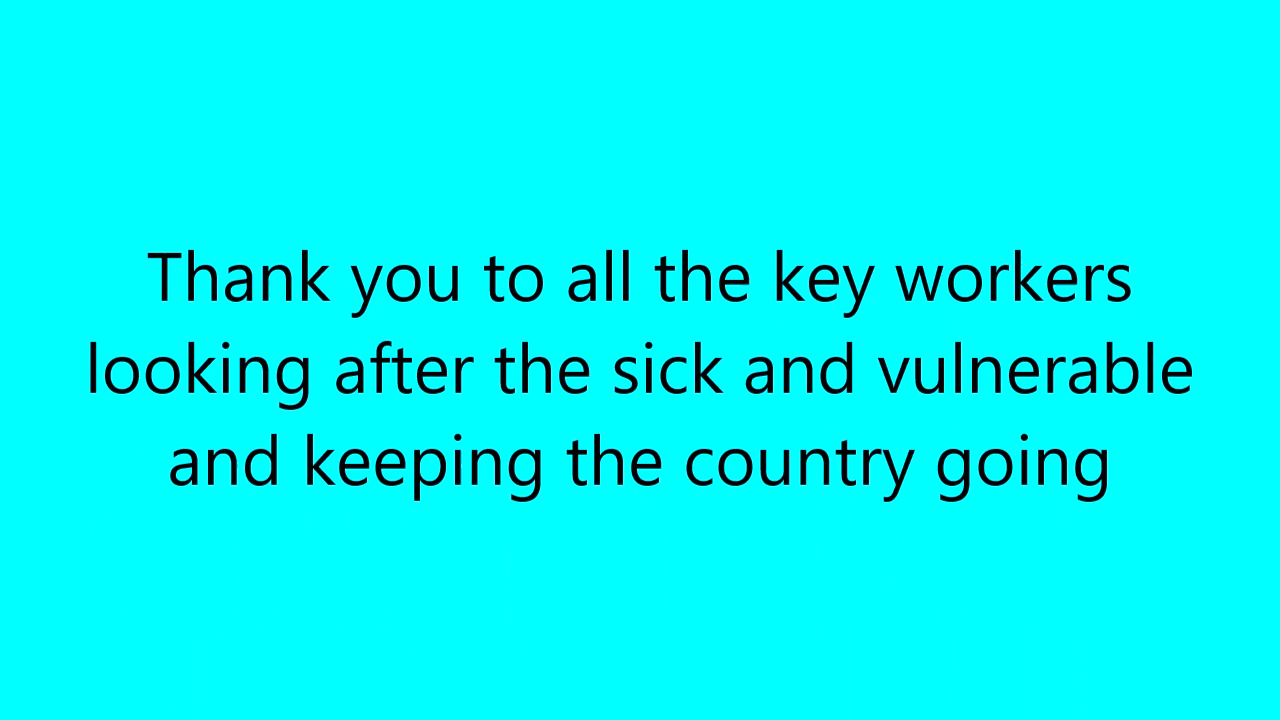 Thank you to all the key workers
looking after the sick and vulnerable
and keeping the country going